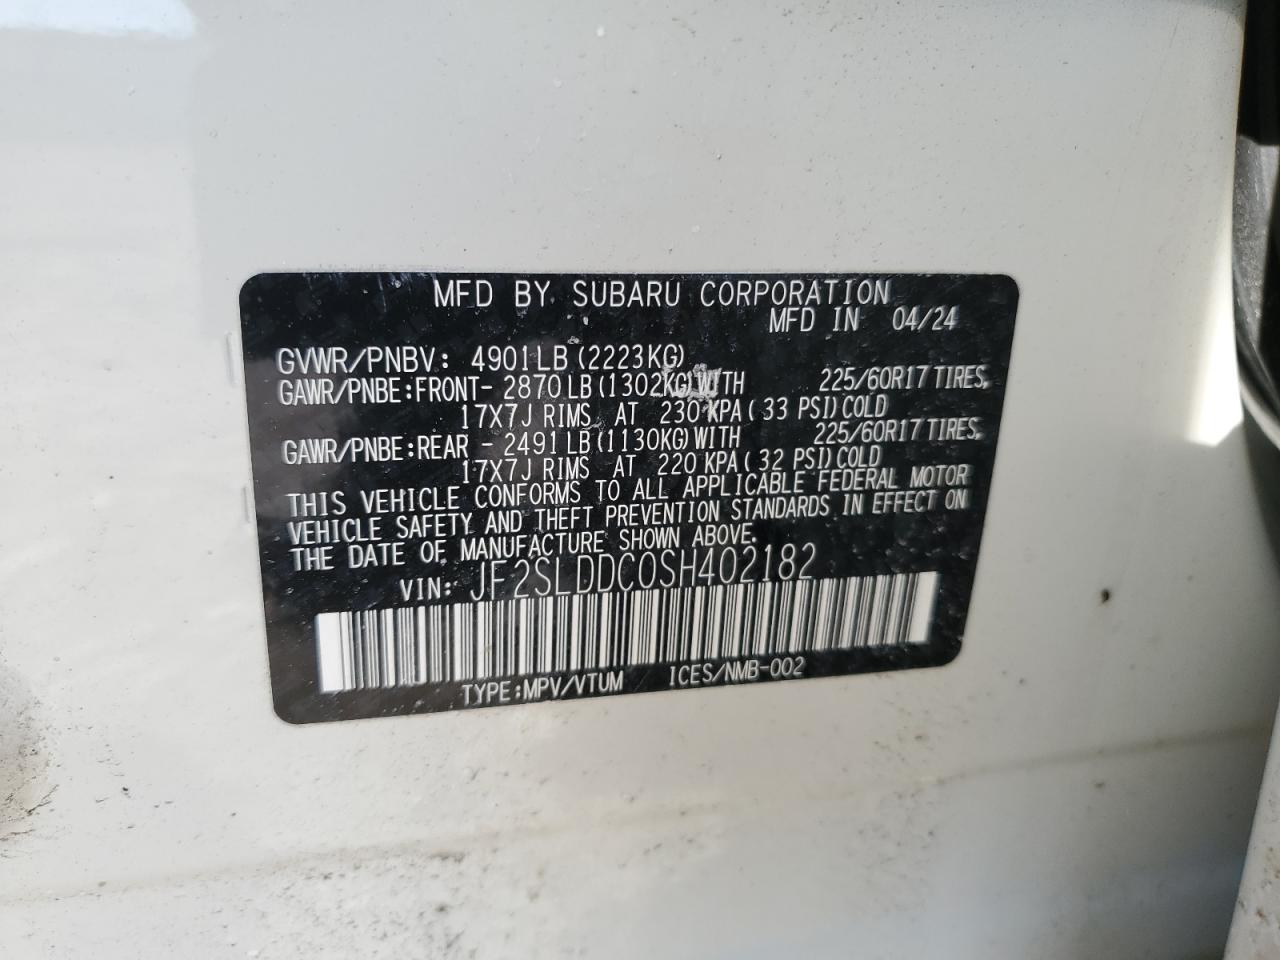 MFD BY SUBARU CORPORATION
MFD IN 04/24
GVWR/PNBV: 4901LB (2223KG)
GAWR/PNBE:FRONT- 2870LB (1302KG)WITH 225/60R17 TIRES,
17X7J RIMS AT 230 KPA (33 PSI) COLD
GAWR/PNBE:REAR - 2491LB (1130KG)WITH 225/60R17 TIRES,
17X7J RIMS AT 220 KPA (32 PSI) COLD
THIS VEHICLE CONFORMS TO ALL APPLICABLE FEDERAL MOTOR
VEHICLE SAFETY AND THEFT PREVENTION STANDARDS IN EFFECT ON
THE DATE OF MANUFACTURE SHOWN ABOVE.
VIN: JF2SLDDC0SH402182
TYPE:MPV/VTUM ICES/NMB-002